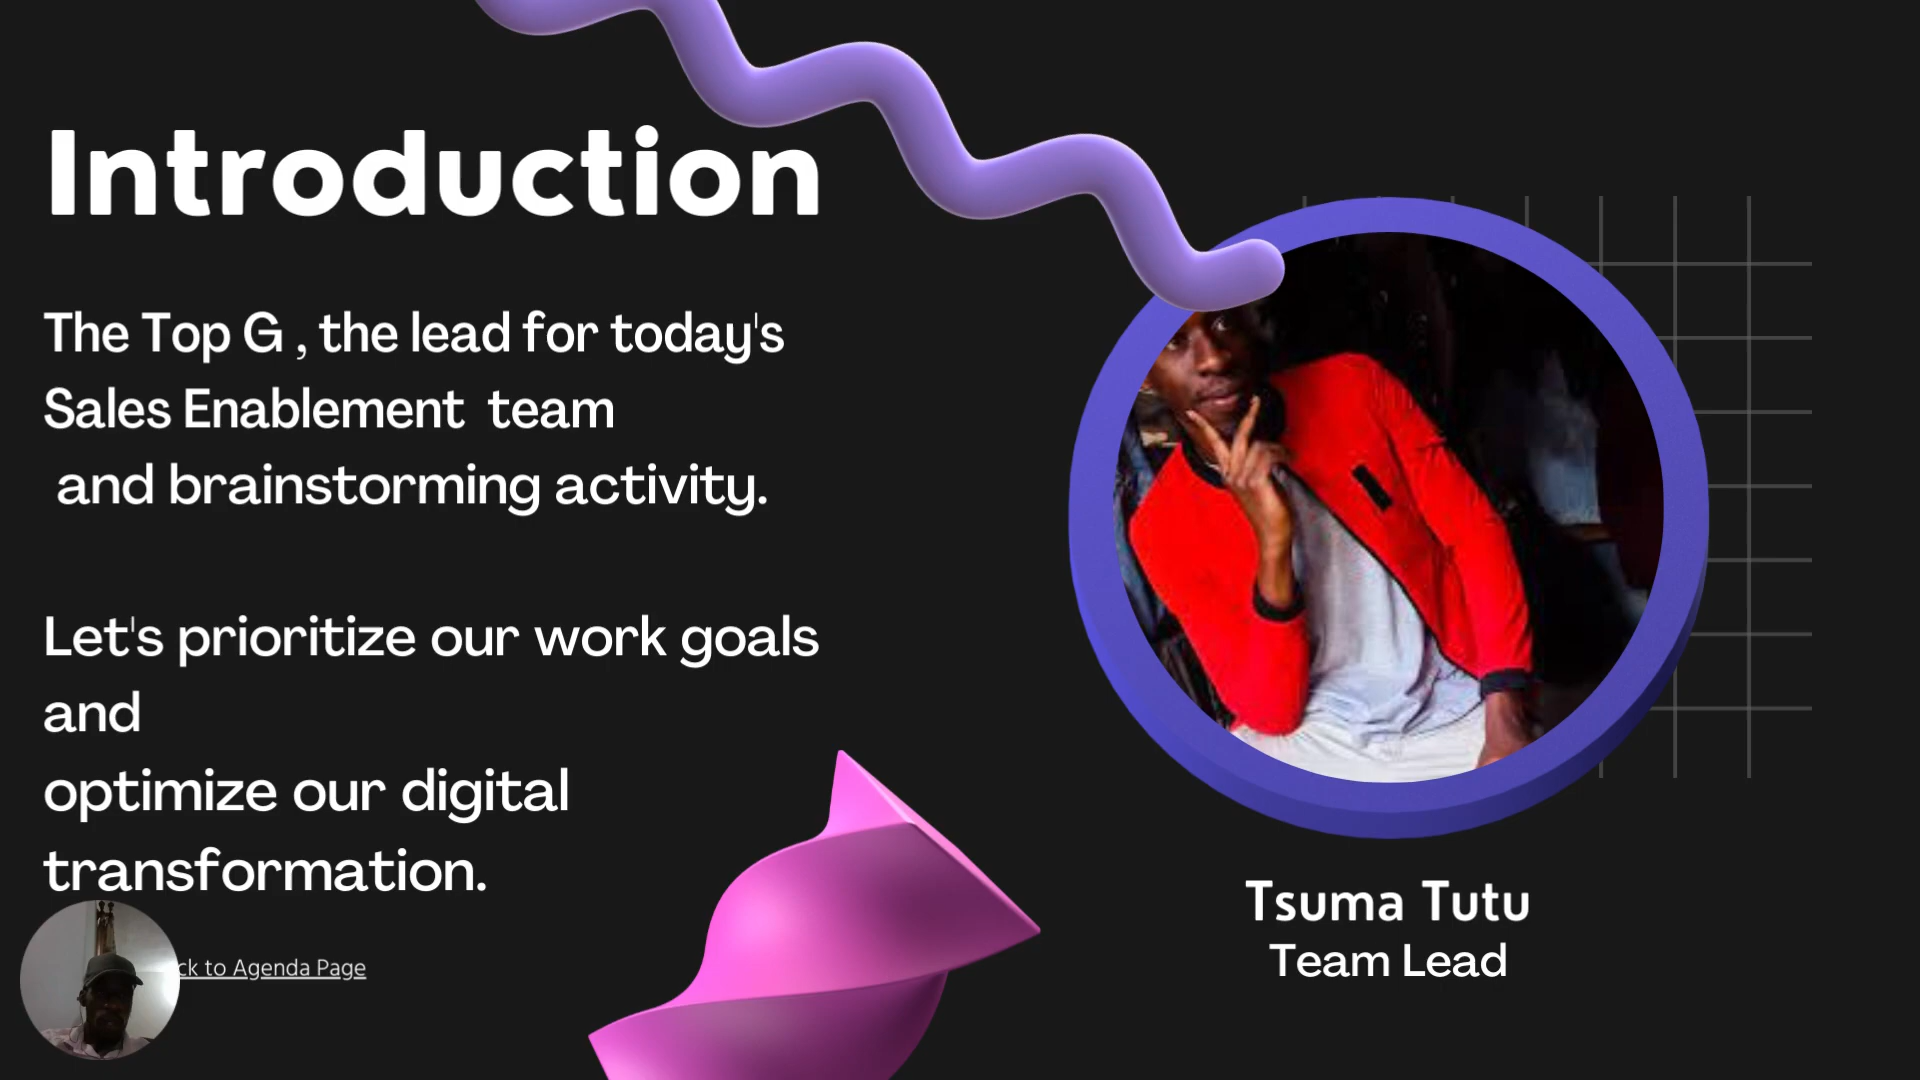 Introduction
The Top G , the lead for today's
Sales Enablement  team
and brainstorming activity.
Let's prioritize our work goals
and
optimize our digital
transformation.
to Agenda Page
Tsuma Tutu
Team Lead